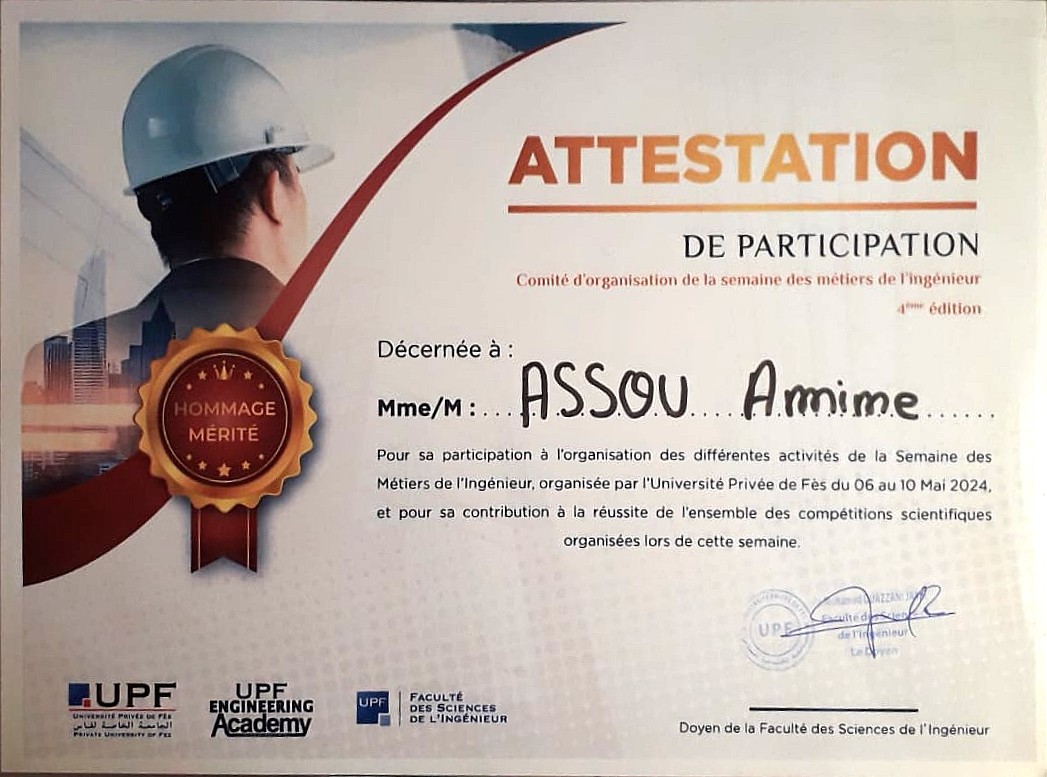 ATTESTATION
DE PARTICIPATION
Comité d'organisation de la semaine des métiers de l'ingénieur
4ème édition
Décernée à :
Mme/M : ... ASSOU .... Amime ......
HOMMAGE
MÉRITÉ
Pour sa participation à l'organisation des différentes activités de la Semaine des
Métiers de l'Ingénieur, organisée par l'Université Privée de Fès du 06 au 10 Mai 2024,
et pour sa contribution à la réussite de l'ensemble des compétitions scientifiques
organisées lors de cette semaine.
UPF
Mohamed OUAZZANI
Faculté des Sciences
de l'Ingénieur
Le Doyen
Doyen de la Faculté des Sciences de l'Ingénieur
UPF
UNIVERSITÉ PRIVÉE DE FÈS
الجامعة الخاصة لفاس
PRIVATE UNIVERSITY OF FEZ
UPF
ENGINEERING
Academy
UPF
FACULTÉ
DES SCIENCES
DE L'INGÉNIEUR